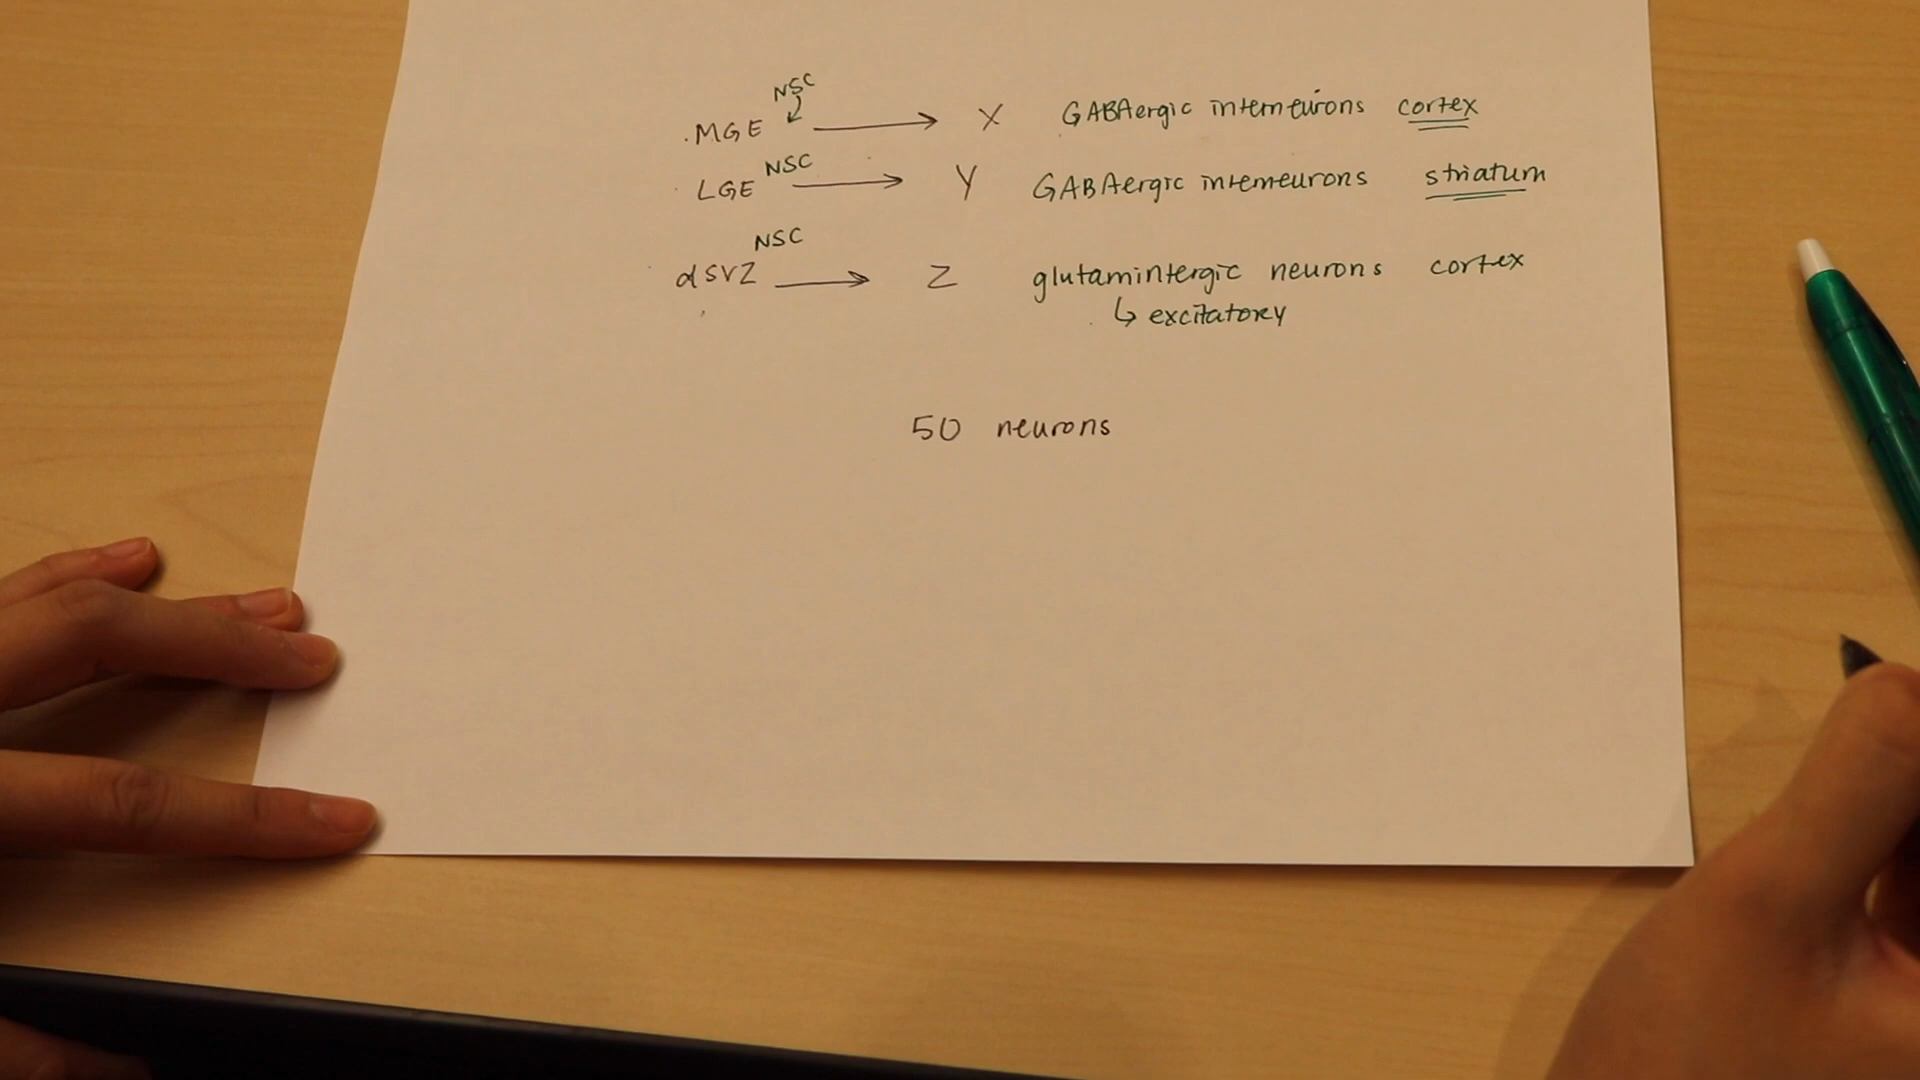 NSC
MGE → X GABAergic interneurons cortex
NSC
LGE → Y GABAergic interneurons striatum
NSC
dSVZ → Z glutamintergic neurons cortex
↳ excitatory
50 neurons